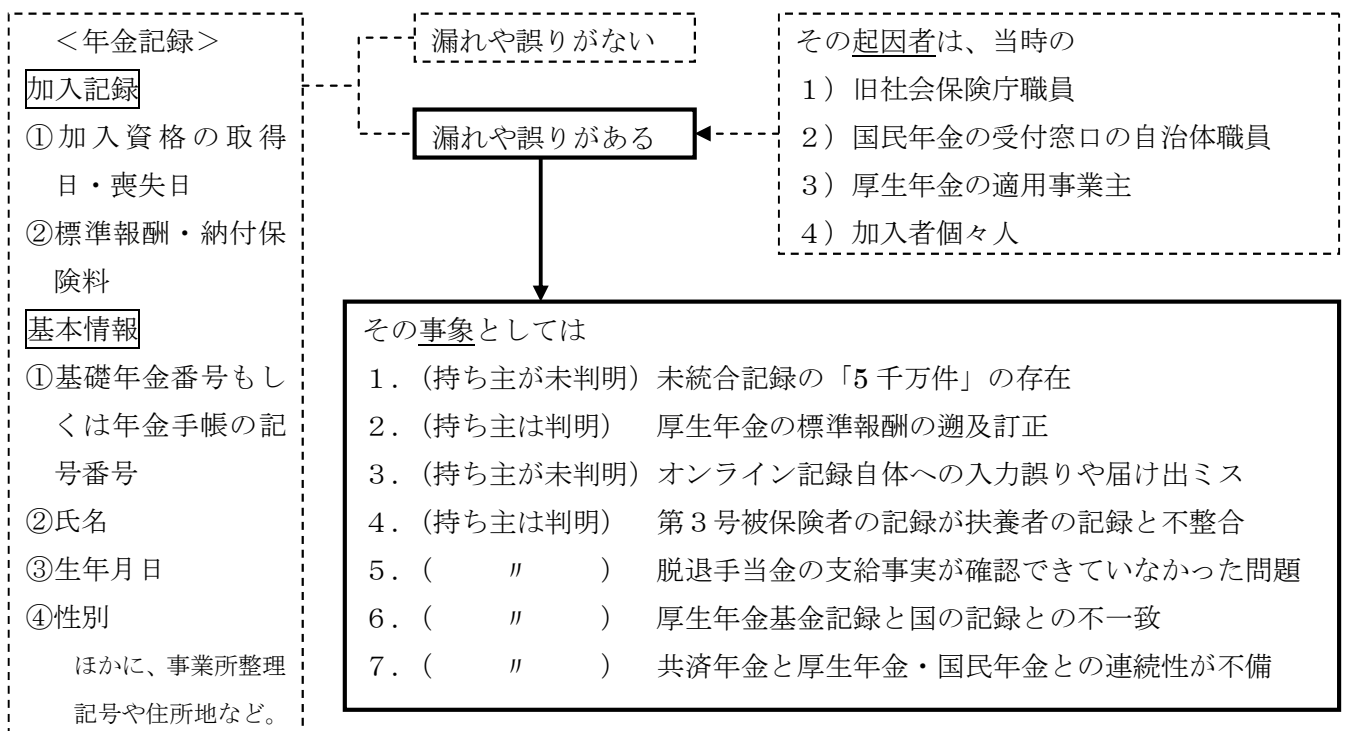 ＜年金記録＞
加入記録
①加入資格の取得
日・喪失日
②標準報酬・納付保
険料
基本情報
①基礎年金番号もし
くは年金手帳の記
号番号
②氏名
③生年月日
④性別
ほかに、事業所整理
記号や住所地など。
漏れや誤りがない
漏れや誤りがある
その起因者は、当時の
１）旧社会保険庁職員
２）国民年金の受付窓口の自治体職員
３）厚生年金の適用事業主
４）加入者個々人
その事象としては
１．（持ち主が未判明）未統合記録の「5千万件」の存在
２．（持ち主は判明）　厚生年金の標準報酬の遡及訂正
３．（持ち主が未判明）オンライン記録自体への入力誤りや届け出ミス
４．（持ち主は判明）　第３号被保険者の記録が扶養者の記録と不整合
５．（　　〃　　）　脱退手当金の支給事実が確認できていなかった問題
６．（　　〃　　）　厚生年金基金記録と国の記録との不一致
７．（　　〃　　）　共済年金と厚生年金・国民年金との連続性が不備